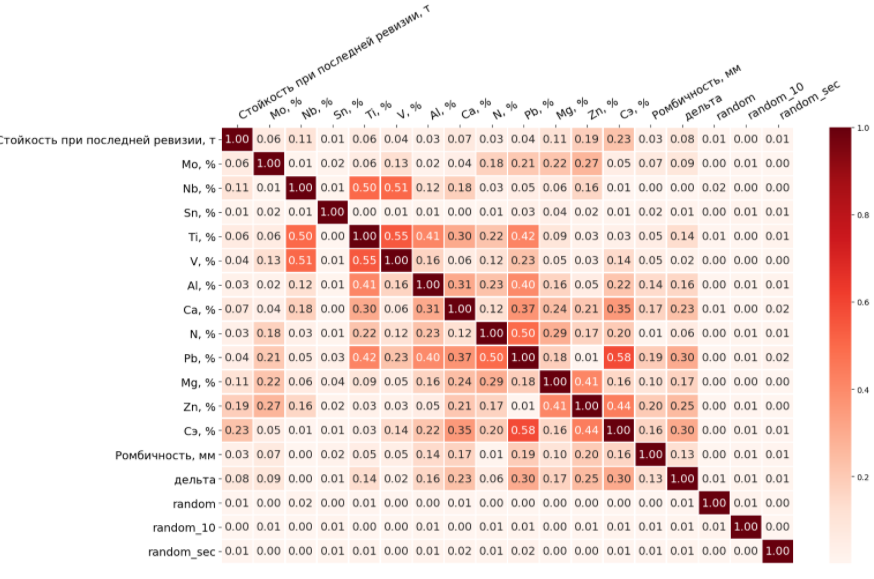 Стойкость при последней ревизии, т
Mo, %
Nb, %
Sn, %
Ti, %
V, %
Al, %
Ca, %
N, %
Pb, %
Mg, %
Zn, %
Сэ, %
Ромбичность, мм
дельта
random
random_10
random_sec
Стойкость при последней ревизии, т 1.00 0.06 0.11 0.01 0.06 0.04 0.03 0.07 0.03 0.04 0.11 0.19 0.23 0.03 0.08 0.01 0.00 0.01
Mo, % 0.06 1.00 0.01 0.02 0.06 0.13 0.02 0.04 0.18 0.21 0.22 0.27 0.05 0.07 0.09 0.00 0.01 0.00
Nb, % 0.11 0.01 1.00 0.01 0.50 0.51 0.12 0.18 0.03 0.05 0.06 0.16 0.01 0.00 0.00 0.02 0.00 0.00
Sn, % 0.01 0.02 0.01 1.00 0.00 0.01 0.01 0.00 0.01 0.03 0.04 0.02 0.01 0.02 0.01 0.00 0.01 0.01
Ti, % 0.06 0.06 0.50 0.00 1.00 0.55 0.41 0.30 0.22 0.42 0.09 0.03 0.03 0.05 0.14 0.01 0.00 0.01
V, % 0.04 0.13 0.51 0.01 0.55 1.00 0.16 0.06 0.12 0.23 0.05 0.03 0.14 0.05 0.02 0.00 0.01 0.00
Al, % 0.03 0.02 0.12 0.01 0.41 0.16 1.00 0.31 0.23 0.40 0.16 0.05 0.22 0.14 0.16 0.01 0.00 0.01
Ca, % 0.07 0.04 0.18 0.00 0.30 0.06 0.31 1.00 0.12 0.37 0.24 0.21 0.35 0.17 0.23 0.01 0.00 0.02
N, % 0.03 0.18 0.03 0.01 0.22 0.12 0.23 0.12 1.00 0.50 0.29 0.17 0.20 0.01 0.06 0.00 0.01 0.01
Pb, % 0.04 0.21 0.05 0.03 0.42 0.23 0.40 0.37 0.50 1.00 0.18 0.01 0.58 0.19 0.30 0.00 0.01 0.02
Mg, % 0.11 0.22 0.06 0.04 0.09 0.05 0.16 0.24 0.29 0.18 1.00 0.41 0.16 0.10 0.17 0.00 0.01 0.00
Zn, % 0.19 0.27 0.16 0.02 0.03 0.03 0.05 0.21 0.17 0.01 0.41 1.00 0.44 0.20 0.25 0.00 0.01 0.00
Сэ, % 0.23 0.05 0.01 0.01 0.03 0.14 0.22 0.35 0.20 0.58 0.16 0.44 1.00 0.16 0.30 0.00 0.01 0.00
Ромбичность, мм 0.03 0.07 0.00 0.02 0.05 0.05 0.14 0.17 0.01 0.19 0.10 0.20 0.16 1.00 0.13 0.01 0.01 0.01
дельта 0.08 0.09 0.00 0.01 0.14 0.02 0.16 0.23 0.06 0.30 0.17 0.25 0.30 0.13 1.00 0.01 0.01 0.00
random 0.01 0.00 0.02 0.00 0.01 0.00 0.01 0.01 0.00 0.00 0.00 0.00 0.00 0.01 0.01 1.00 0.01 0.00
random_10 0.00 0.01 0.00 0.01 0.00 0.01 0.00 0.00 0.01 0.01 0.01 0.01 0.01 0.01 0.01 0.01 1.00 0.00
random_sec 0.01 0.00 0.00 0.01 0.01 0.00 0.01 0.02 0.01 0.02 0.00 0.00 0.00 0.01 0.00 0.00 0.00 1.00
1.0
0.8
0.6
0.4
0.2